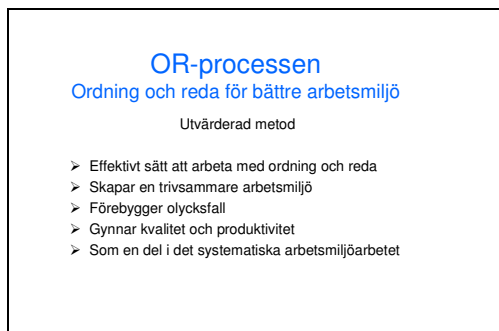 OR-processen
Ordning och reda för bättre arbetsmiljö
Utvärderad metod
➢ Effektivt sätt att arbeta med ordning och reda
➢ Skapar en trivsammare arbetsmiljö
➢ Förebygger olycksfall
➢ Gynnar kvalitet och produktivitet
➢ Som en del i det systematiska arbetsmiljöarbetet